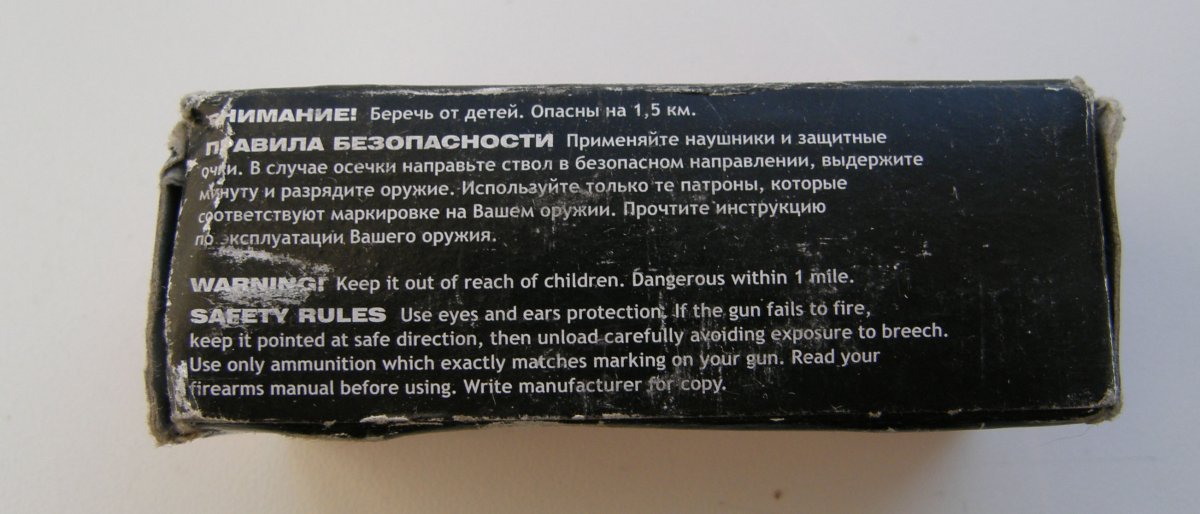 ВНИМАНИЕ! Беречь от детей. Опасны на 1,5 км.
ПРАВИЛА БЕЗОПАСНОСТИ Применяйте наушники и защитные
очки. В случае осечки направьте ствол в безопасном направлении, выдержите
минуту и разрядите оружие. Используйте только те патроны, которые
соответствуют маркировке на Вашем оружии. Прочтите инструкцию
по эксплуатации Вашего оружия.
WARNING! Keep it out of reach of children. Dangerous within 1 mile.
SAFETY RULES Use eyes and ears protection. If the gun fails to fire,
keep it pointed at safe direction, then unload carefully avoiding exposure to breech.
Use only ammunition which exactly matches marking on your gun. Read your
firearms manual before using. Write manufacturer for copy.